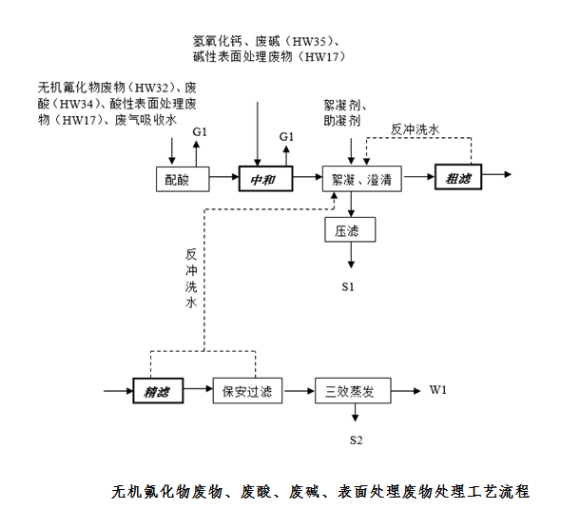 氢氧化钙、废碱（HW35）、
碱性表面处理废物（HW17）
无机氟化物废物（HW32）、废
酸（HW34）、酸性表面处理废
物（HW17）、废气吸收水
絮凝剂、
助凝剂
反冲洗水
G1
G1
配酸
中和
絮凝、澄清
粗滤
压滤
S1
反冲洗水
精滤
保安过滤
三效蒸发
W1
S2
无机氟化物废物、废酸、废碱、表面处理废物处理工艺流程